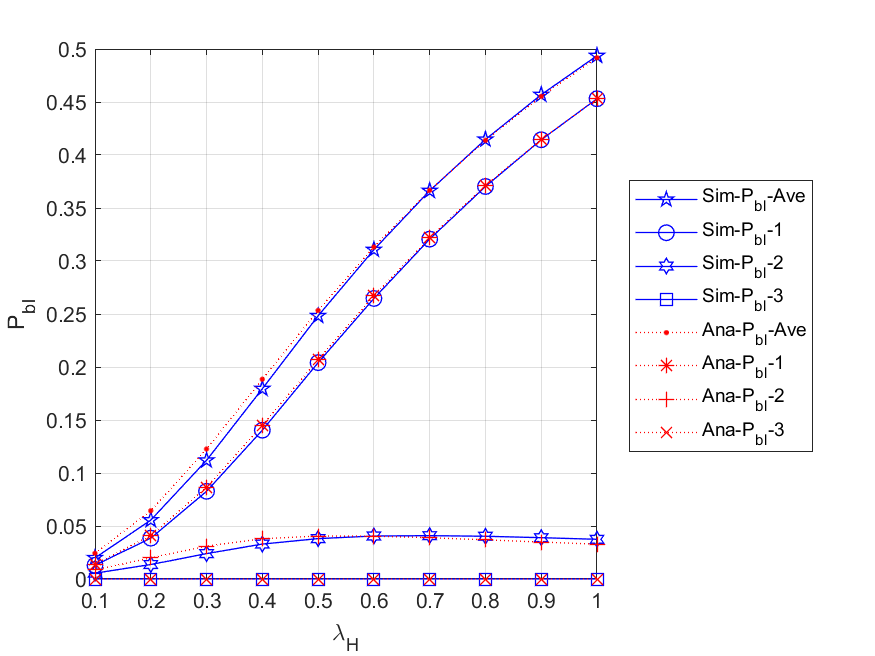 0.5
0.45
0.4
0.35
0.3
0.25
0.2
0.15
0.1
0.05
0
P_bl
0.1 0.2 0.3 0.4 0.5 0.6 0.7 0.8 0.9 1
λ_H
Sim-P_bl-Ave
Sim-P_bl-1
Sim-P_bl-2
Sim-P_bl-3
Ana-P_bl-Ave
Ana-P_bl-1
Ana-P_bl-2
Ana-P_bl-3